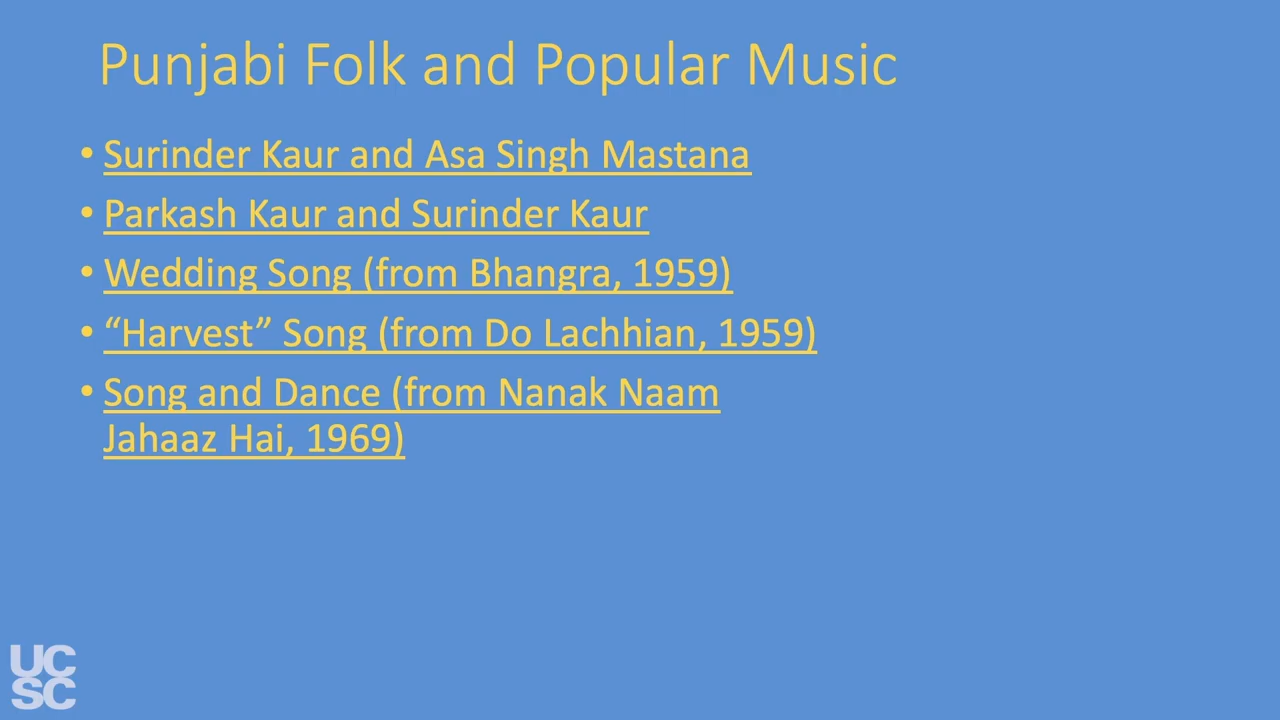 Punjabi Folk and Popular Music
• Surinder Kaur and Asa Singh Mastana
• Parkash Kaur and Surinder Kaur
• Wedding Song (from Bhangra, 1959)
• “Harvest” Song (from Do Lachhian, 1959)
• Song and Dance (from Nanak Naam
Jahaaz Hai, 1969)
UC
SC